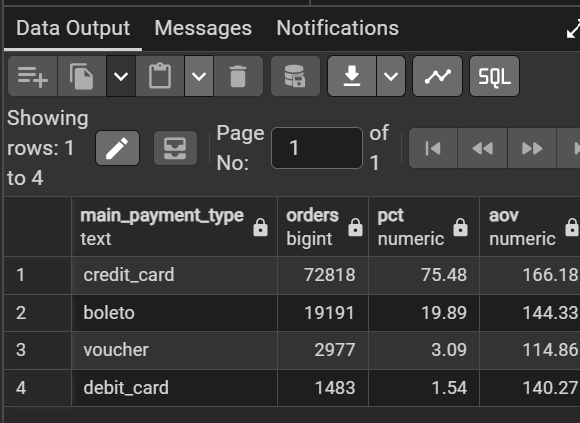 Data Output Messages Notifications
SQL
Showing
rows: 1
to 4
Page
No:
1
of
1
main_payment_type orders pct aov
text bigint numeric numeric
1 credit_card 72818 75.48 166.18
2 boleto 19191 19.89 144.33
3 voucher 2977 3.09 114.86
4 debit_card 1483 1.54 140.27